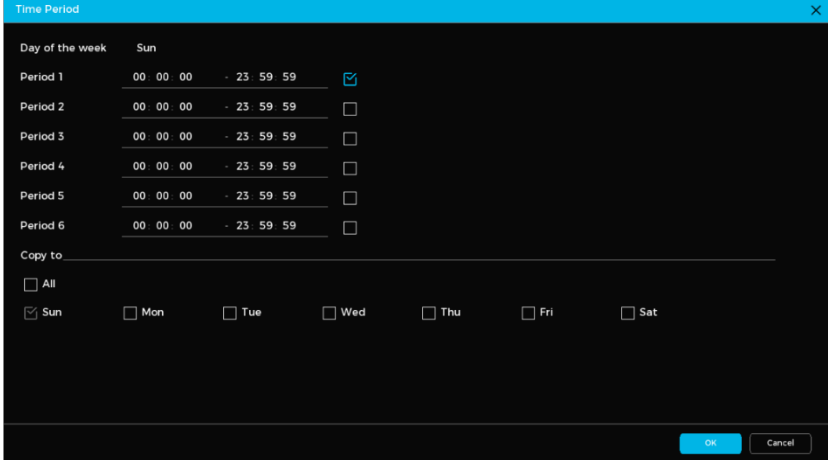 Time Period
Day of the week Sun
Period 1 00 : 00 : 00 - 23 : 59 : 59
Period 2 00 : 00 : 00 - 23 : 59 : 59
Period 3 00 : 00 : 00 - 23 : 59 : 59
Period 4 00 : 00 : 00 - 23 : 59 : 59
Period 5 00 : 00 : 00 - 23 : 59 : 59
Period 6 00 : 00 : 00 - 23 : 59 : 59
Copy to
All
Sun Mon Tue Wed Thu Fri Sat
OK Cancel